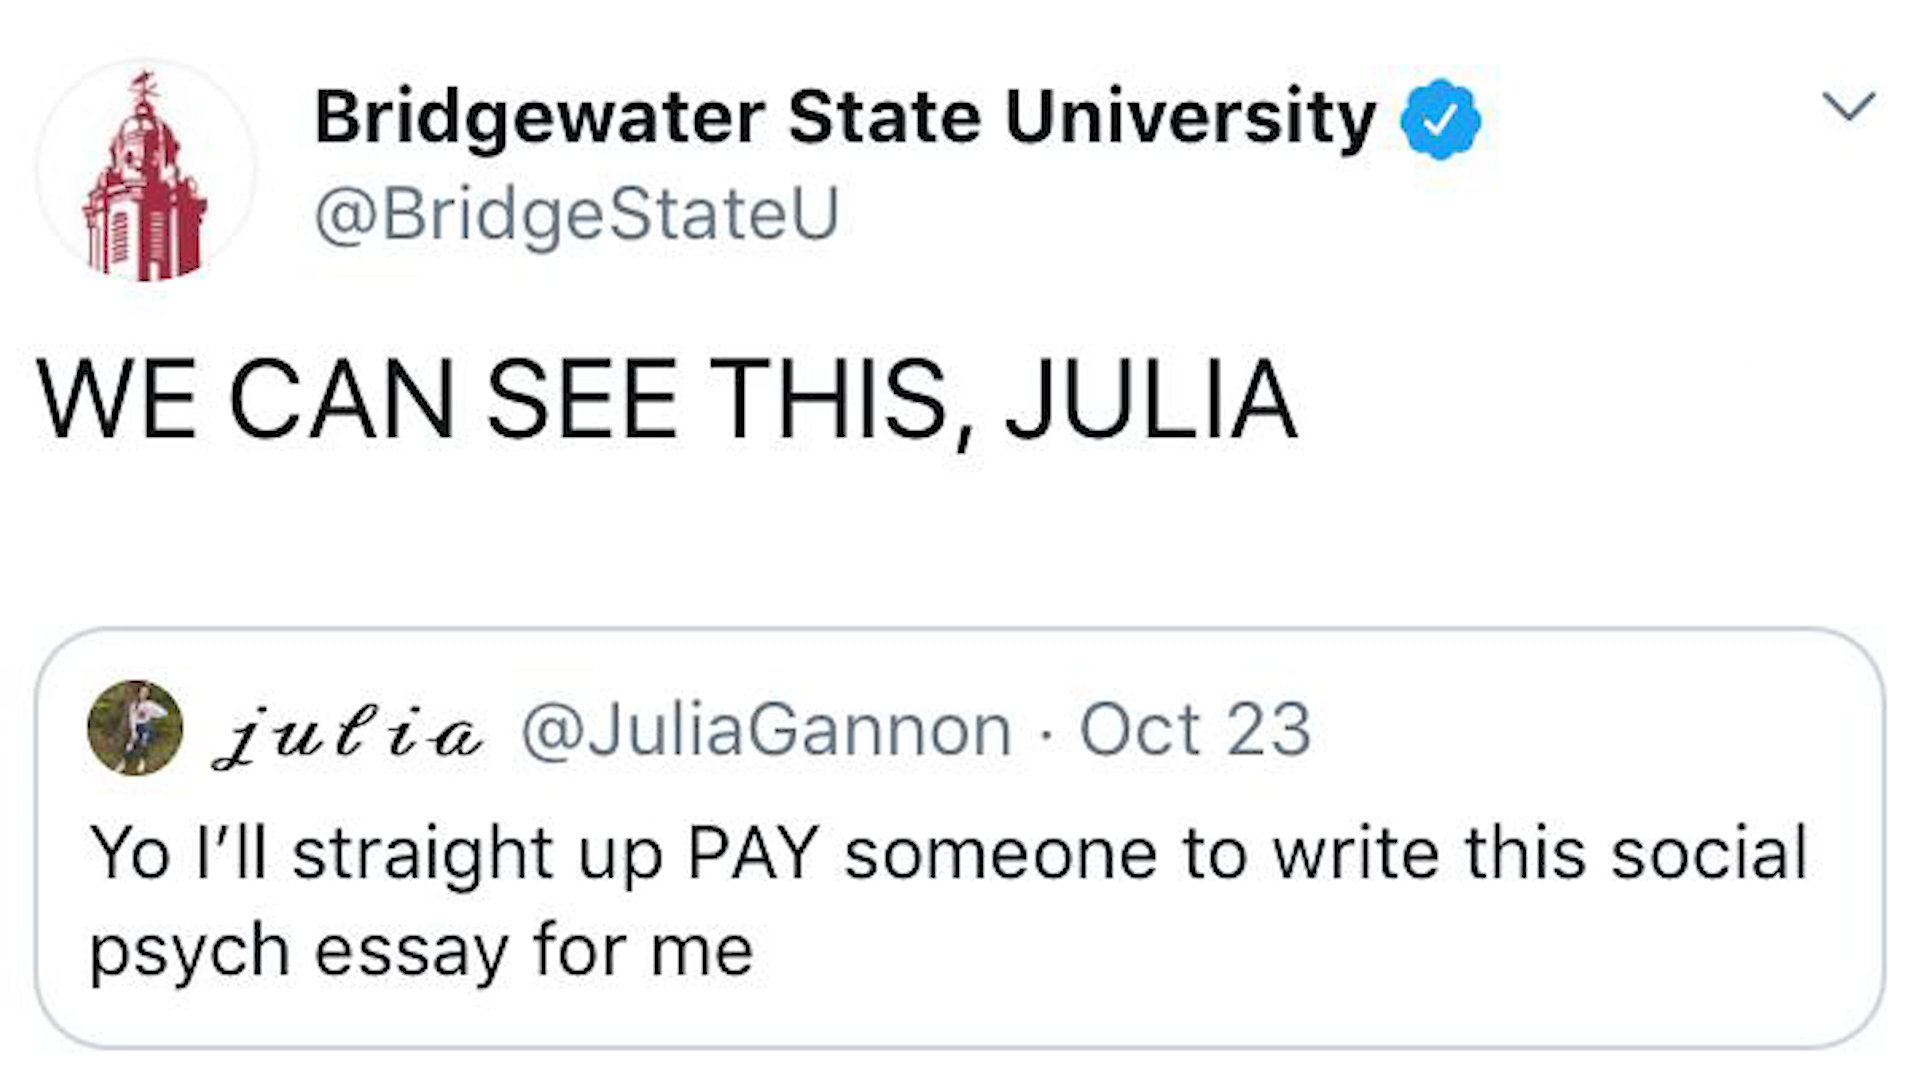 Bridgewater State University
@BridgeStateU
WE CAN SEE THIS, JULIA
julia @JuliaGannon · Oct 23
Yo I’ll straight up PAY someone to write this social
psych essay for me